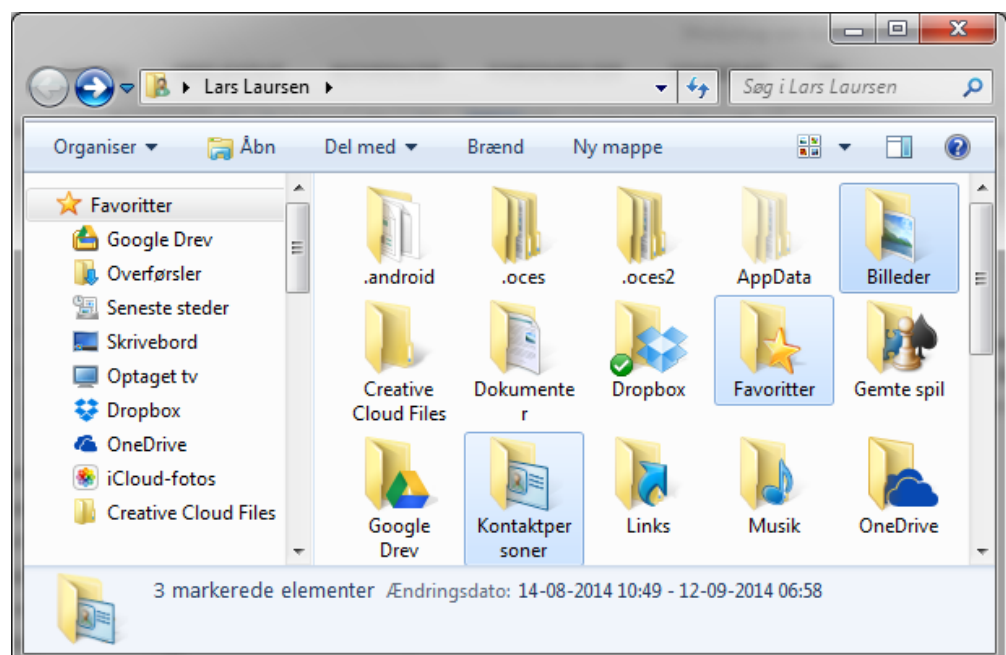 Lars Laursen
Søg i Lars Laursen
Organiser
Åbn
Del med
Brænd
Ny mappe
Favoritter
Google Drev
Overførsler
Seneste steder
Skrivebord
Optaget tv
Dropbox
OneDrive
iCloud-fotos
Creative Cloud Files
.android
.oces
.oces2
AppData
Billeder
Creative
Cloud Files
Dokumente
r
Dropbox
Favoritter
Gemte spil
Google
Drev
Kontaktper
soner
Links
Musik
OneDrive
3 markerede elementer Ændringsdato: 14-08-2014 10:49 - 12-09-2014 06:58